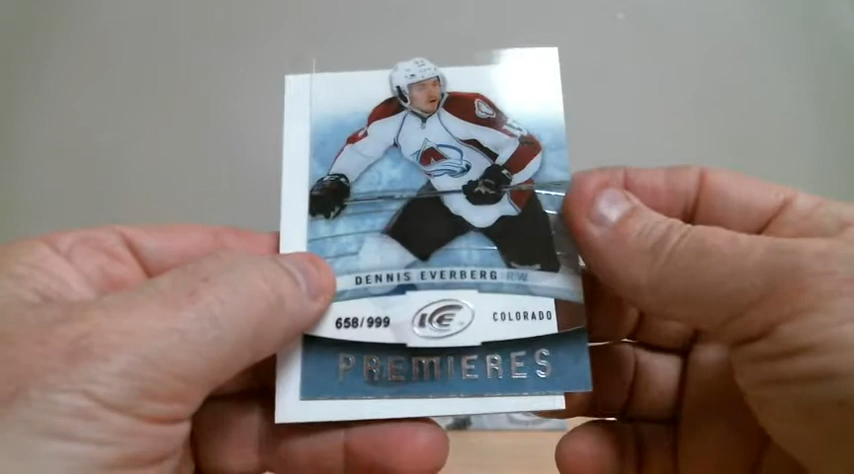 DENNIS EVERBERG RW
658/999
ICE
COLORADO
PREMIERES